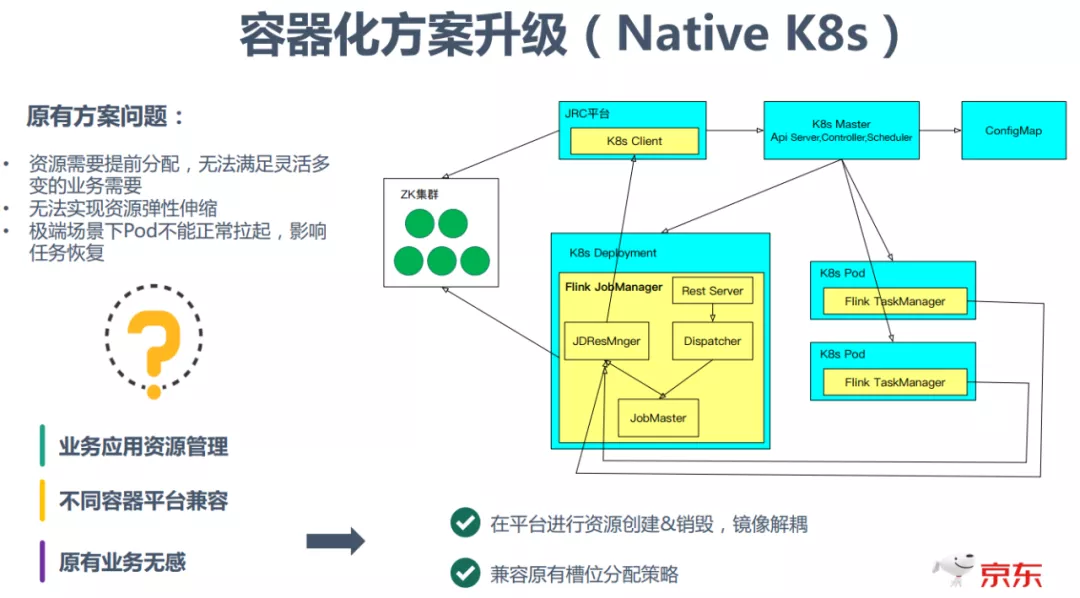 容器化方案升级（Native K8s）
原有方案问题：
• 资源需要提前分配，无法满足灵活多
变的业务需要
• 无法实现资源弹性伸缩
• 极端场景下Pod不能正常拉起，影响
任务恢复
业务应用资源管理
不同容器平台兼容
原有业务无感
JRC平台
K8s Client
K8s Master
Api Server,Controller,Scheduler
ConfigMap
ZK集群
K8s Deployment
Flink JobManager
Rest Server
JDResMnger
Dispatcher
JobMaster
K8s Pod
Flink TaskManager
K8s Pod
Flink TaskManager
在平台进行资源创建&销毁，镜像解耦
兼容原有槽位分配策略
京东